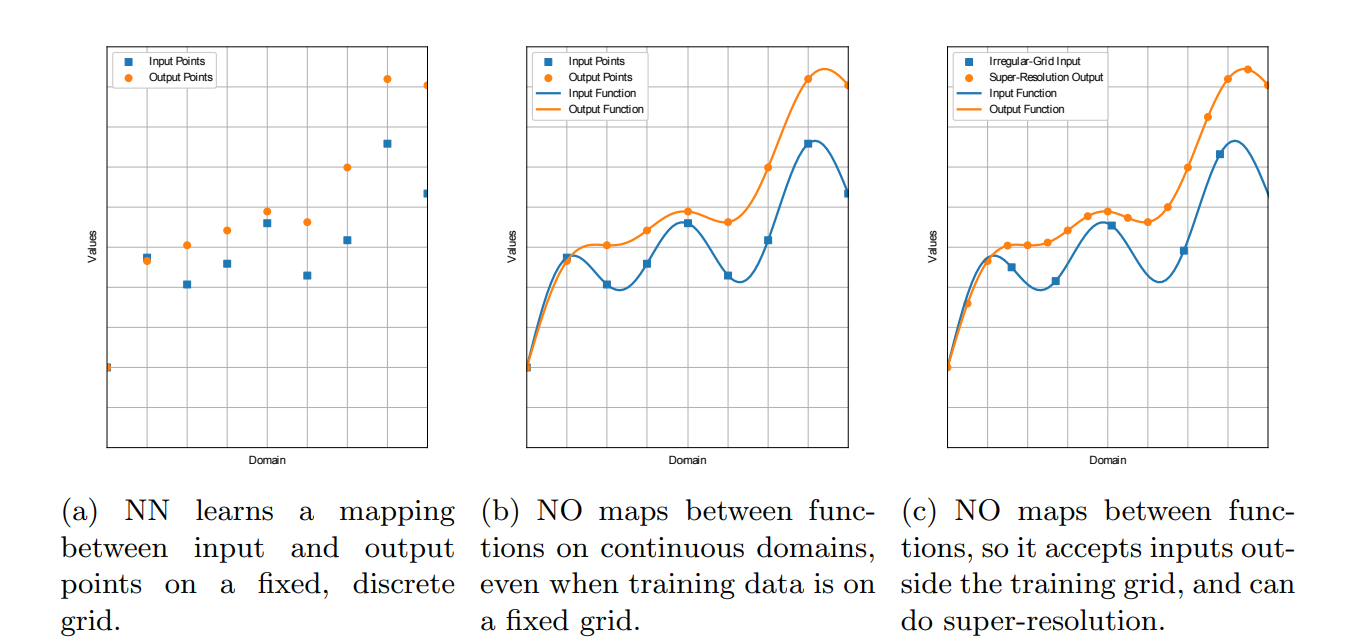 Input Points
Output Points
Values
Domain
Input Points
Output Points
Input Function
Output Function
Values
Domain
Irregular-Grid Input
Super-Resolution Output
Input Function
Output Function
Values
Domain
(a) NN learns a mapping
between input and output
points on a fixed, discrete
grid.
(b) NO maps between func-
tions on continuous domains,
even when training data is on
a fixed grid.
(c) NO maps between func-
tions, so it accepts inputs out-
side the training grid, and can
do super-resolution.